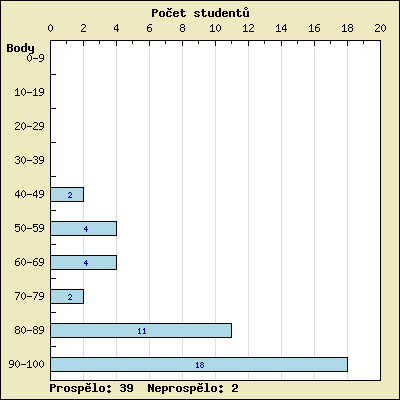 Počet studentů
0 2 4 6 8 10 12 14 16 18 20
Body
0-9
10-19
20-29
30-39
40-49 2
50-59 4
60-69 4
70-79 2
80-89 11
90-100 18
Prospělo: 39 Neprospělo: 2